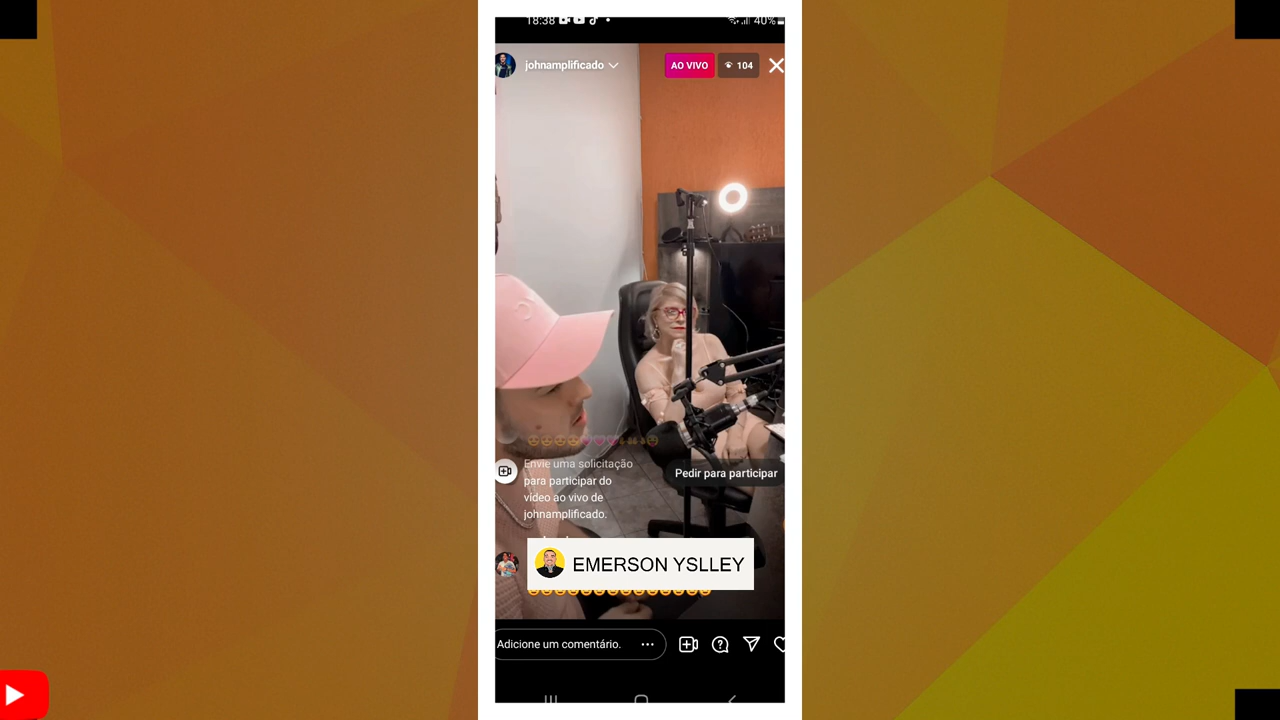 18:38
40%
johnamplificado
AO VIVO
104
Envie uma solicitação
para participar do
vídeo ao vivo de
johnamplificado.
Pedir para participar
EMERSON YSLLEY
Adicione um comentário.